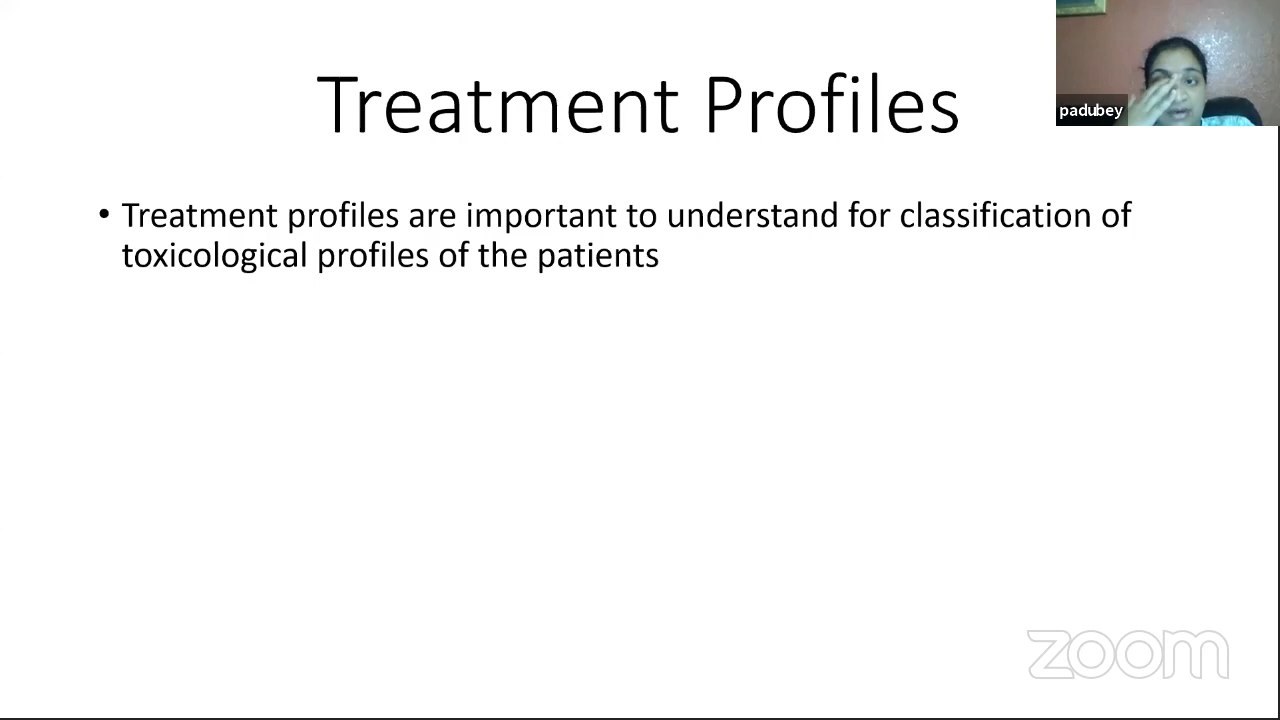 Treatment Profiles
padubey
• Treatment profiles are important to understand for classification of
toxicological profiles of the patients
zoom